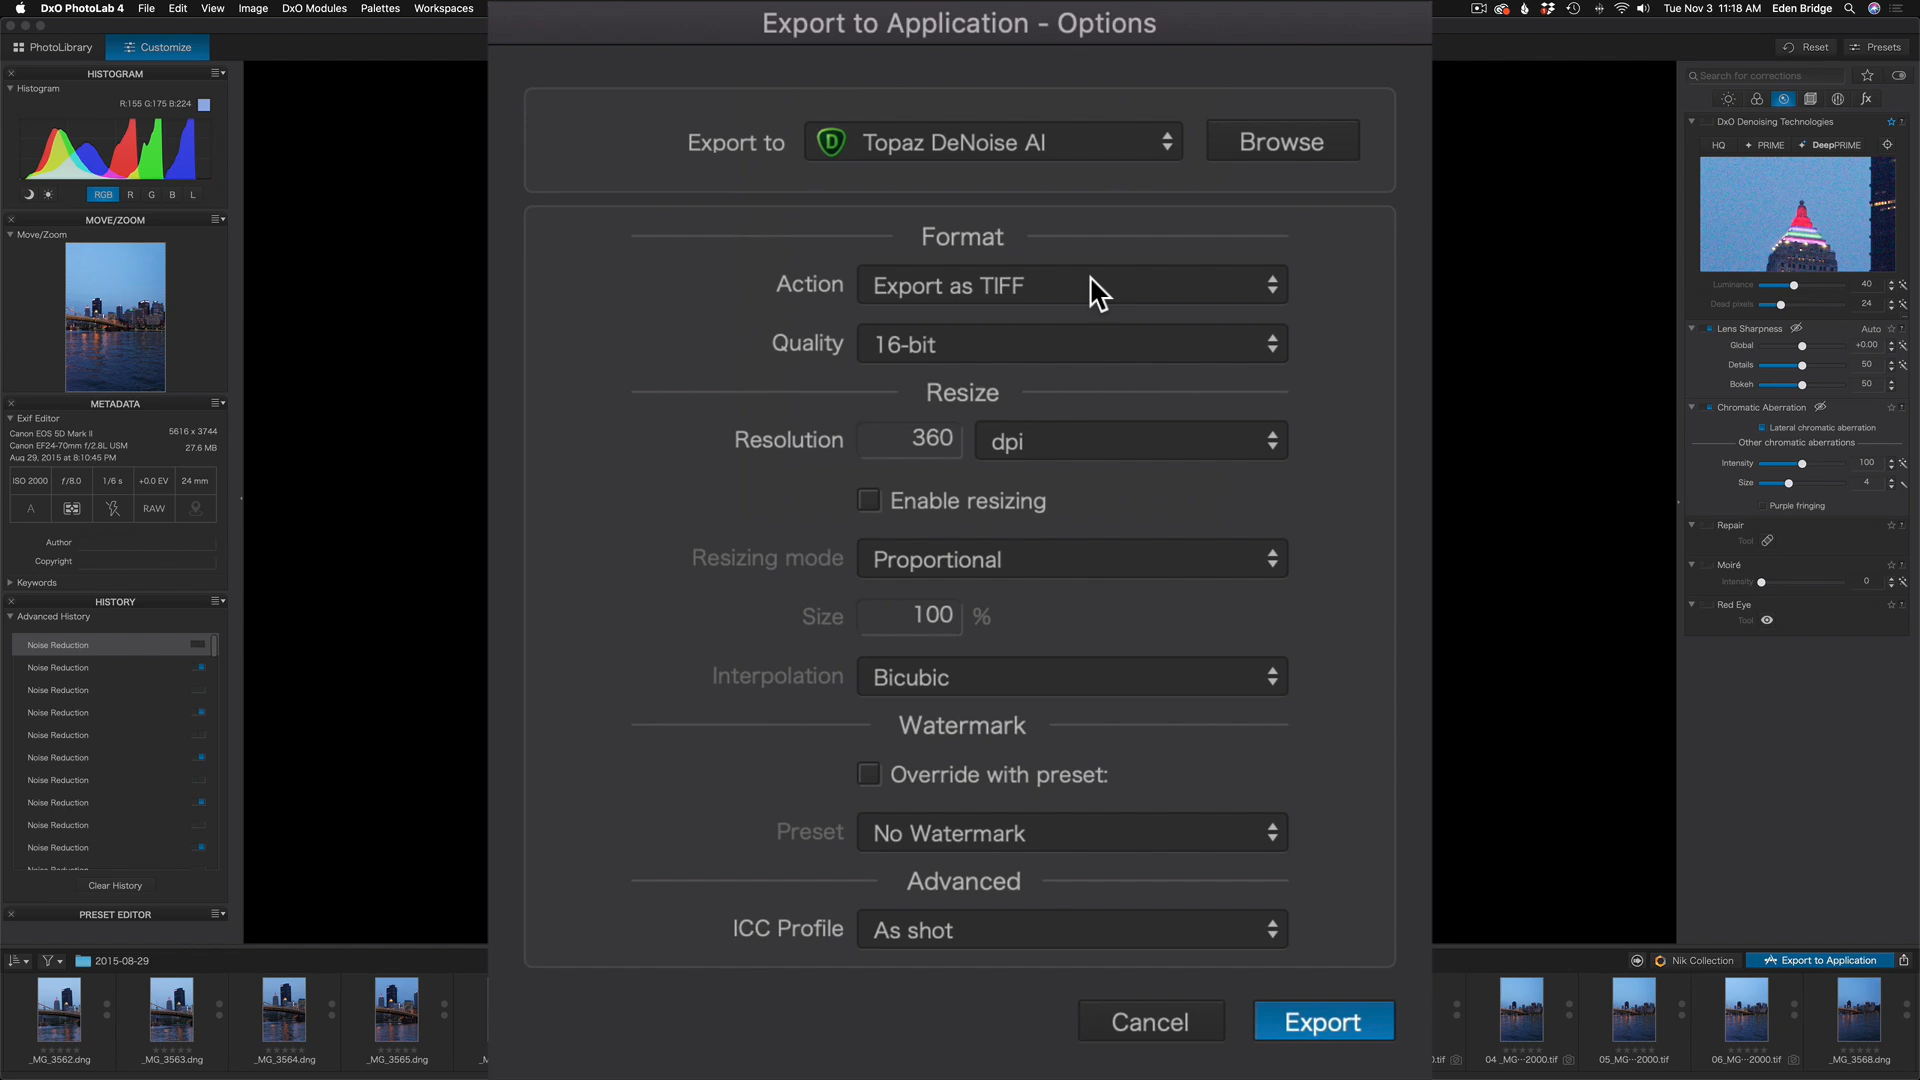 DxO PhotoLab 4 File Edit View Image DxO Modules Palettes Workspaces
Tue Nov 3 11:18 AM Eden Bridge
PhotoLibrary Customize
Reset Presets
HISTOGRAM
Histogram
R:155 G:175 B:224
RGB R G B L
MOVE/ZOOM
Move/Zoom
METADATA
Exif Editor
Canon EOS 5D Mark II 5616 x 3744
Canon EF24-70mm f/2.8L USM 27.6 MB
Aug 29, 2015 at 8:10:45 PM
ISO 2000 ƒ/8.0 1/6 s +0.0 EV 24 mm
A RAW
Author
Copyright
Keywords
HISTORY
Advanced History
Noise Reduction
Noise Reduction
Noise Reduction
Noise Reduction
Noise Reduction
Noise Reduction
Noise Reduction
Noise Reduction
Noise Reduction
Noise Reduction
Clear History
PRESET EDITOR
Export to Application - Options
Export to Topaz DeNoise AI Browse
Format
Action Export as TIFF
Quality 16-bit
Resize
Resolution 360 dpi
Enable resizing
Resizing mode Proportional
Size 100 %
Interpolation Bicubic
Watermark
Override with preset:
Preset No Watermark
Advanced
ICC Profile As shot
Cancel Export
Search for corrections
DxO Denoising Technologies
HQ PRIME DeepPRIME
Luminance 40
Dead pixels 24
Lens Sharpness Auto
Global +0.00
Details 50
Bokeh 50
Chromatic Aberration
Lateral chromatic aberration
Other chromatic aberrations
Intensity 100
Size 4
Purple fringing
Repair
Tool
Moiré
Intensity 0
Red Eye
Tool
2015-08-29
Nik Collection Export to Application
_MG_3562.dng _MG_3563.dng _MG_3564.dng _MG_3565.dng
04 _MG···2000.tif 05_MG···2000.tif 06_MG···2000.tif _MG_3568.dng